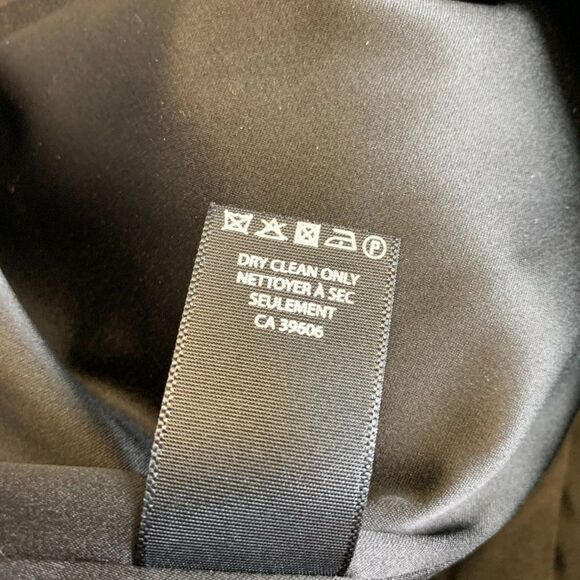 P
DRY CLEAN ONLY
NETTOYER À SEC
SEULEMENT
CA 39606